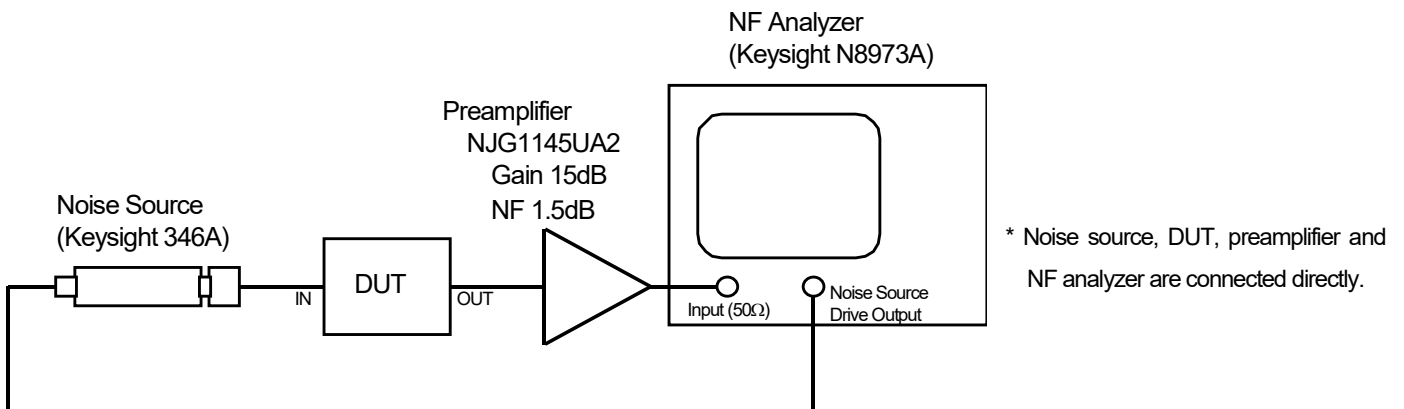 NF Analyzer
(Keysight N8973A)
Preamplifier
NJG1145UA2
Gain 15dB
NF 1.5dB
Noise Source
(Keysight 346A)
IN
DUT
OUT
Input (50Ω)
Noise Source
Drive Output
* Noise source, DUT, preamplifier and
NF analyzer are connected directly.